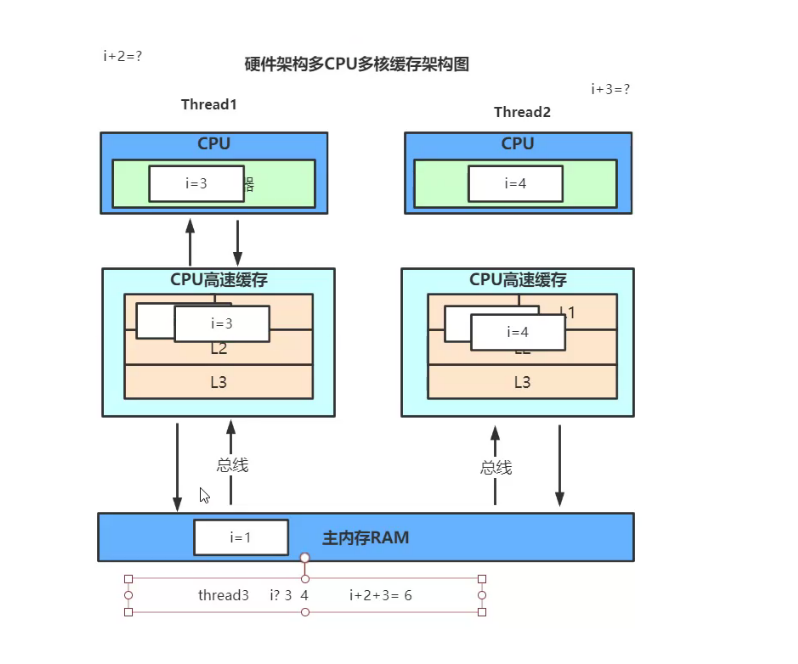 i+2=?
硬件架构多CPU多核缓存架构图
i+3=?
Thread1
Thread2
CPU
CPU
i=3
器
i=4
CPU高速缓存
CPU高速缓存
L1
i=3
i=4
L2
L2
L3
L3
总线
总线
i=1
主内存RAM
thread3 i? 3 4 i+2+3= 6